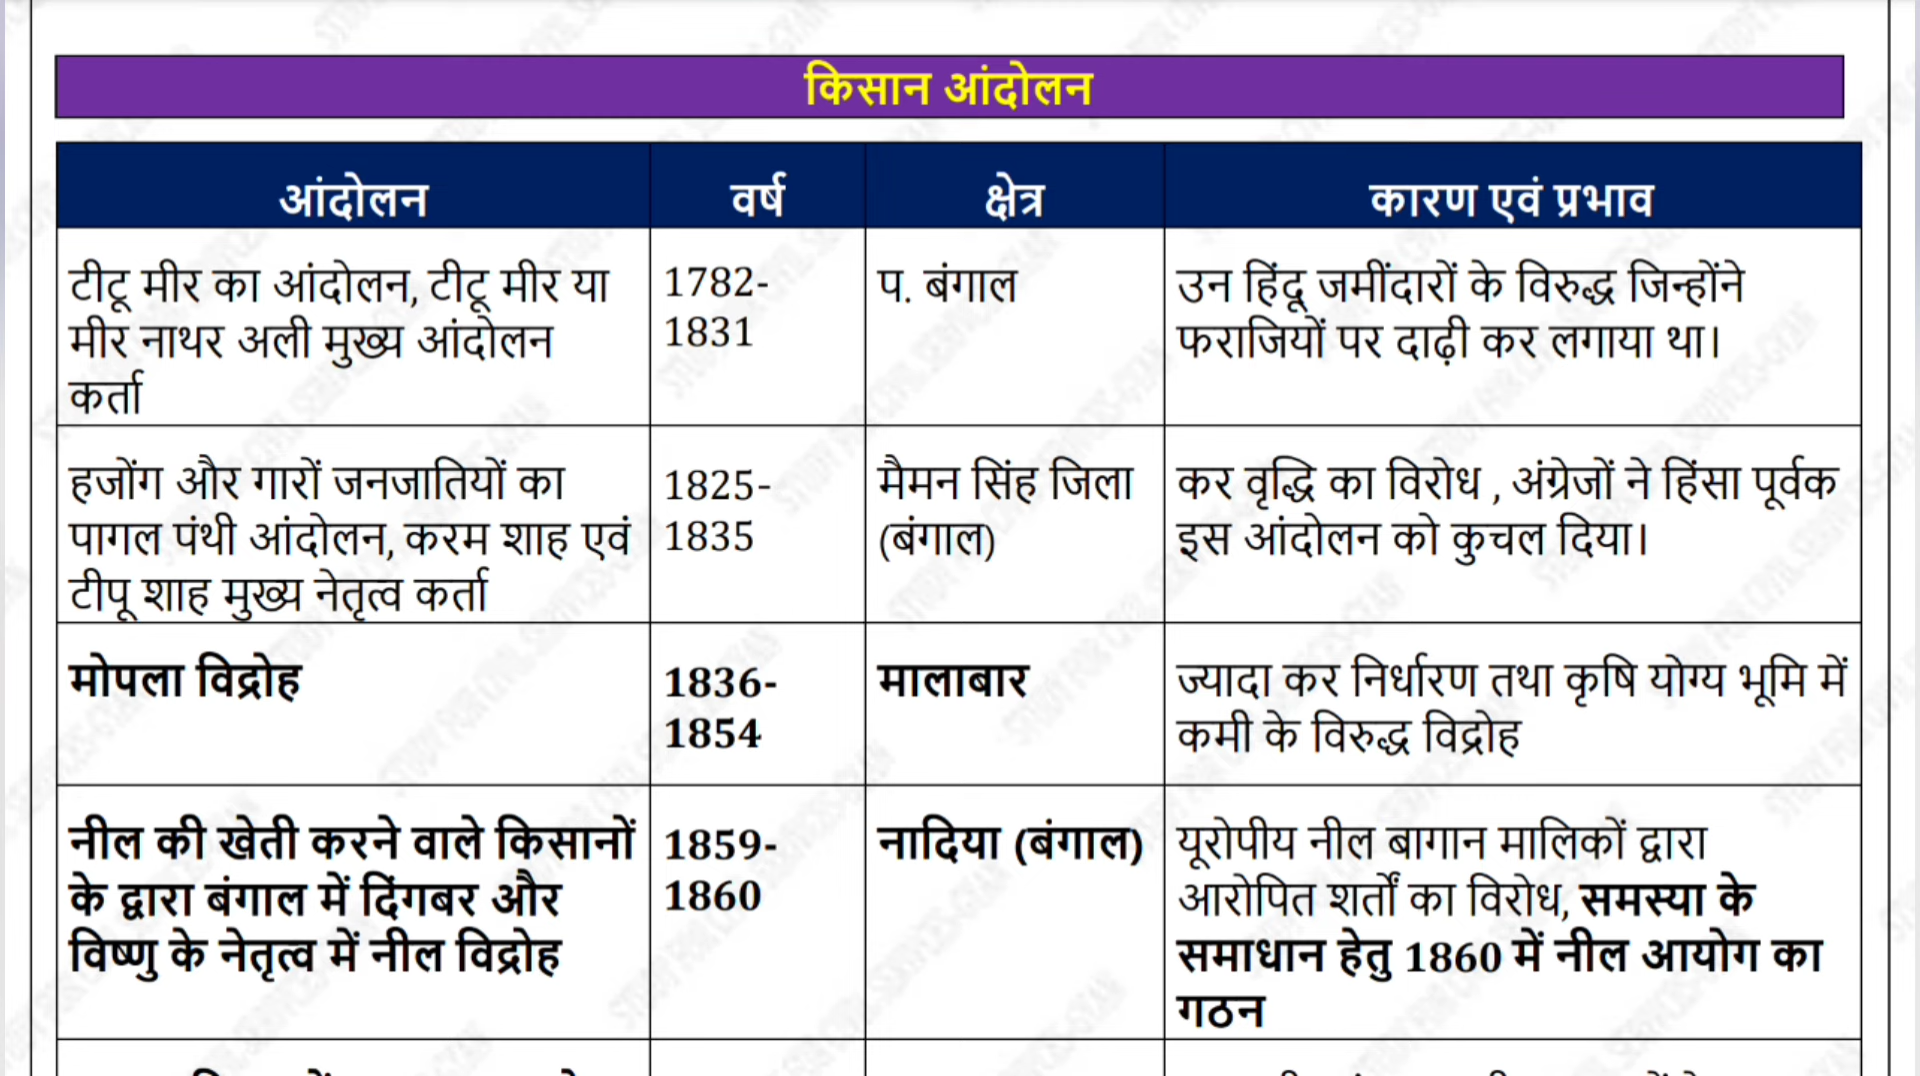 किसान आंदोलन
आंदोलन
वर्ष
क्षेत्र
कारण एवं प्रभाव
टीटू मीर का आंदोलन, टीटू मीर या
मीर नाथर अली मुख्य आंदोलन
कर्ता
1782-
1831
प. बंगाल
उन हिंदू जमींदारों के विरुद्ध जिन्होंने
फराजियों पर दाढ़ी कर लगाया था।
हजोंग और गारों जनजातियों का
पागल पंथी आंदोलन, करम शाह एवं
टीपू शाह मुख्य नेतृत्व कर्ता
1825-
1835
मैमन सिंह जिला
(बंगाल)
कर वृद्धि का विरोध , अंग्रेजों ने हिंसा पूर्वक
इस आंदोलन को कुचल दिया।
मोपला विद्रोह
1836-
1854
मालाबार
ज्यादा कर निर्धारण तथा कृषि योग्य भूमि में
कमी के विरुद्ध विद्रोह
नील की खेती करने वाले किसानों
के द्वारा बंगाल में दिंगबर और
विष्णु के नेतृत्व में नील विद्रोह
1859-
1860
नादिया (बंगाल)
यूरोपीय नील बागान मालिकों द्वारा
आरोपित शर्तों का विरोध, समस्या के
समाधान हेतु 1860 में नील आयोग का
गठन